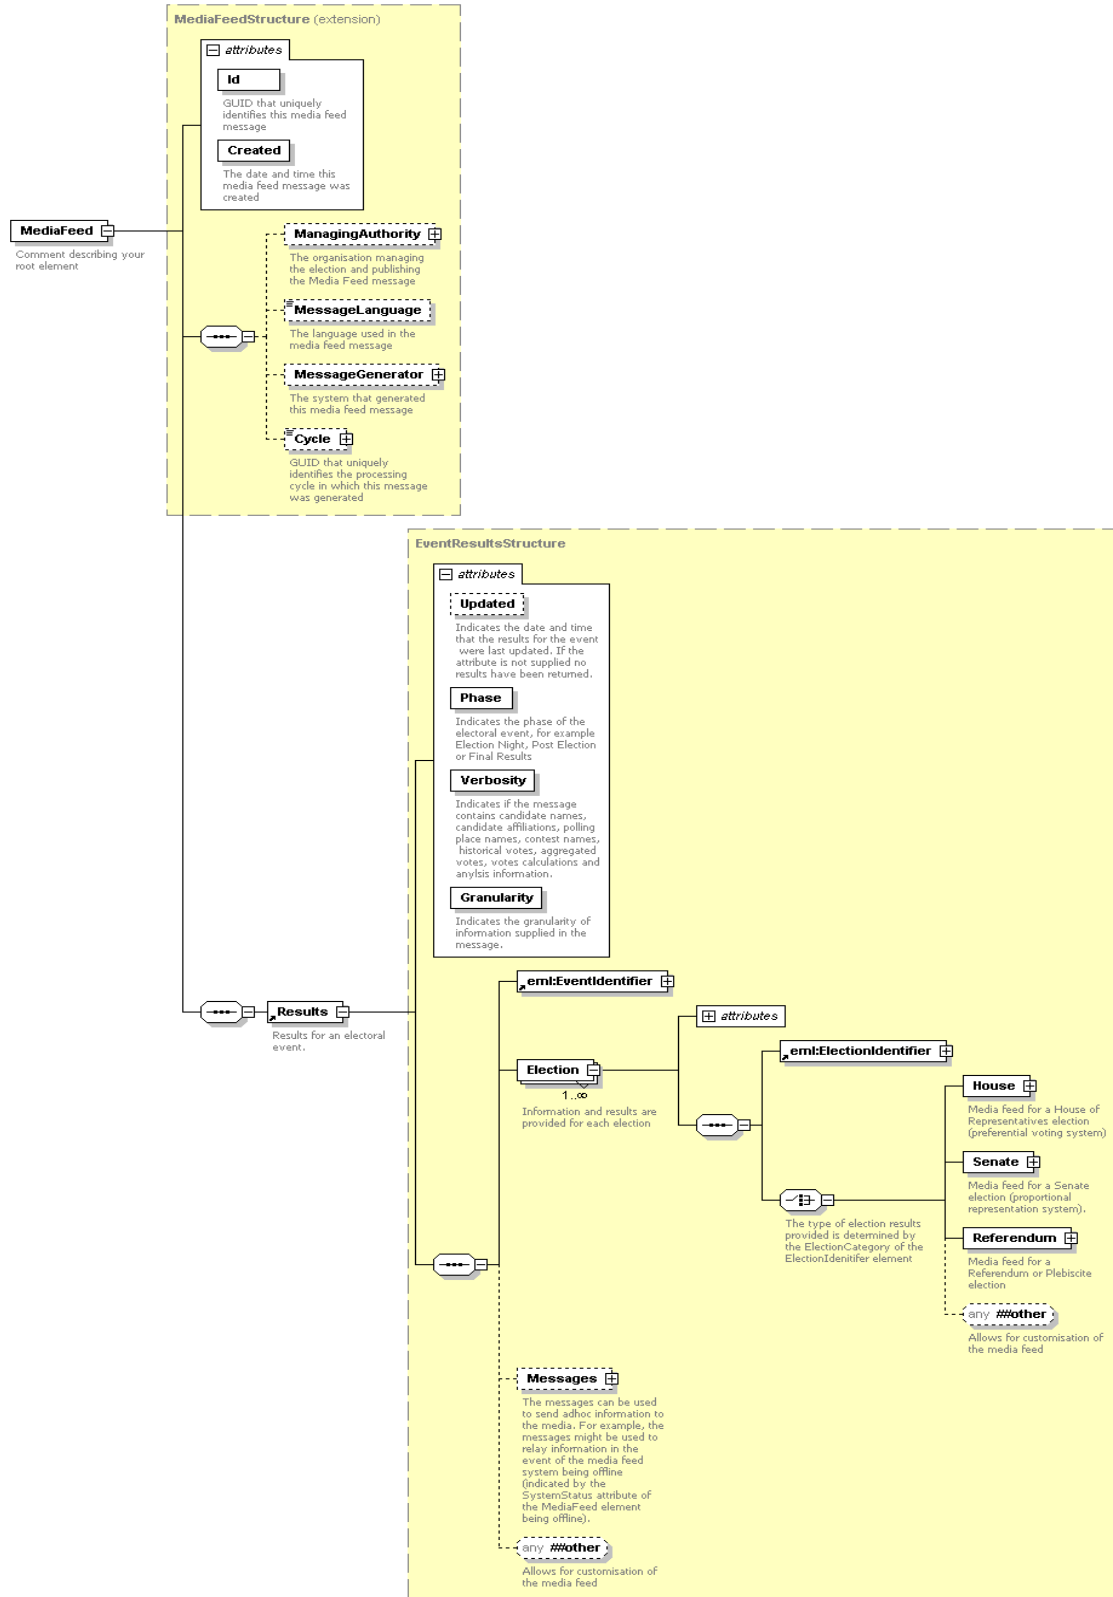 MediaFeedStructure (extension)
attributes
Id
GUID that uniquely
identifies this media feed
message
Created
The date and time this
media feed message was
created
MediaFeed
Comment describing your
root element
ManagingAuthority
The organisation managing
the election and publishing
the Media Feed message
MessageLanguage
The language used in the
media feed message
MessageGenerator
The system that generated
this media feed message
Cycle
GUID that uniquely
identifies the processing
cycle in which this message
was generated
EventResultsStructure
attributes
Updated
Indicates the date and time
that the results for the event
were last updated. If the
attribute is not supplied no
results have been returned.
Phase
Indicates the phase of the
electoral event, for example
Election Night, Post Election
or Final Results
Verbosity
Indicates if the message
contains candidate names,
candidate affiliations, polling
place names, contest names,
historical votes, aggregated
votes, votes calculations and
anylsis information.
Granularity
Indicates the granularity of
information supplied in the
message.
Results
Results for an electoral
event.
eml:EventIdentifier
attributes
Election
1..∞
Information and results are
provided for each election
eml:ElectionIdentifier
House
Media feed for a House of
Representatives election
(preferential voting system)
Senate
Media feed for a Senate
election (proportional
representation system).
The type of election results
provided is determined by
the ElectionCategory of the
ElectionIdenitifer element
Referendum
Media feed for a
Referendum or Plebiscite
election
any ##other
Allows for customisation of
the media feed
Messages
The messages can be used
to send adhoc information to
the media. For example, the
messages might be used to
relay information in the
event of the media feed
system being offline
(indicated by the
SystemStatus attribute of
the MediaFeed element
being offline).
any ##other
Allows for customisation of
the media feed